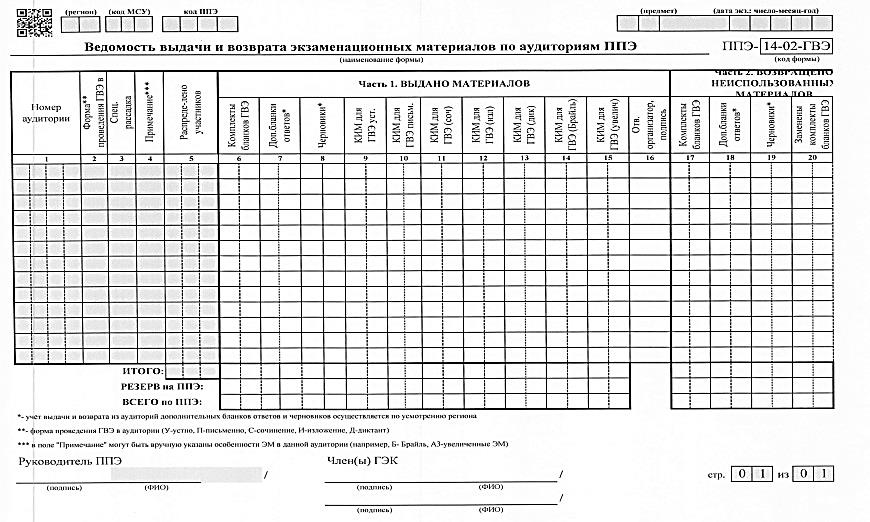 (регион) (код МСУ) код ППЭ (предмет) (дата экз.: число-месяц-год)
Ведомость выдачи и возврата экзаменационных материалов по аудиториям ППЭ ППЭ- 14-02-ГВЭ
(наименование формы) (код формы)
Номер аудитории
Форма** проведения ГВЭ в
Спец. рассадка
Примечание***
Распреде-лено участников
Часть 1. ВЫДАНО МАТЕРИАЛОВ
Комплекты бланков ГВЭ
Доп.бланки ответов*
Черновики*
КИМ для ГВЭ уст.
КИМ для ГВЭ письм.
КИМ для ГВЭ (соч)
КИМ для ГВЭ (изл)
КИМ для ГВЭ (дик)
КИМ для ГВЭ (Брайль)
КИМ для ГВЭ (увелич)
Отв. организатор, подпись
Часть 2. ВОЗВРАЩЕНО
НЕИСПОЛЬЗОВАННЫХ
МАТЕРИАЛОВ
Комплекты бланков ГВЭ
Доп.бланки ответов*
Черновики*
Заменены комплекты бланков ГВЭ
1 2 3 4 5 6 7 8 9 10 11 12 13 14 15 16 17 18 19 20
ИТОГО:
РЕЗЕРВ на ППЭ:
ВСЕГО по ППЭ:
*- учет выдачи и возврата из аудиторий дополнительных бланков ответов и черновиков осуществляется по усмотрению региона
**- форма проведения ГВЭ в аудитории (У-устно, П-письменно, С-сочинение, И-изложение, Д-диктант)
*** в поле "Примечание" могут быть вручную указаны особенности ЭМ в данной аудитории (например, Б- Брайль, А3-увеличенные ЭМ)
Руководитель ППЭ / Член(ы) ГЭК /
(подпись) (ФИО) (подпись) (ФИО) стр. 0 1 из 0 1
/
(подпись) (ФИО)